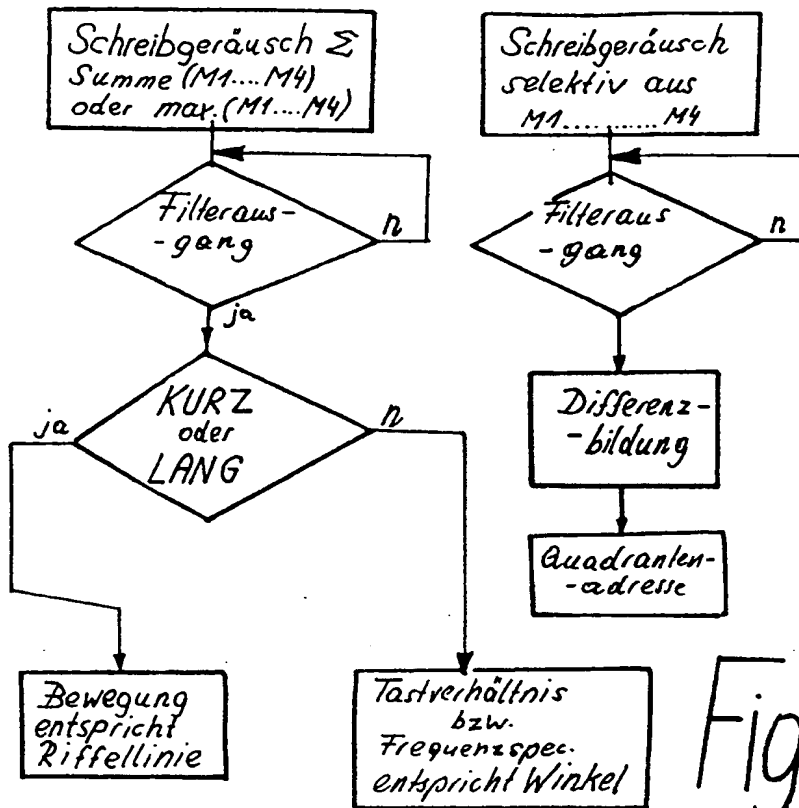 Schreibgeräusch Σ
Summe (M1....M4)
oder max.(M1....M4)
Filteraus-
-gang
n
ja
KURZ
oder
LANG
ja
n
Bewegung
entspricht
Riffellinie
Tastverhältnis
bzw.
Frequenzspec.
entspricht Winkel
Schreibgeräusch
selektiv aus
M1..........M4
Filteraus
-gang
n
Differenz-
-bildung
Quadranten-
-adresse
Fig